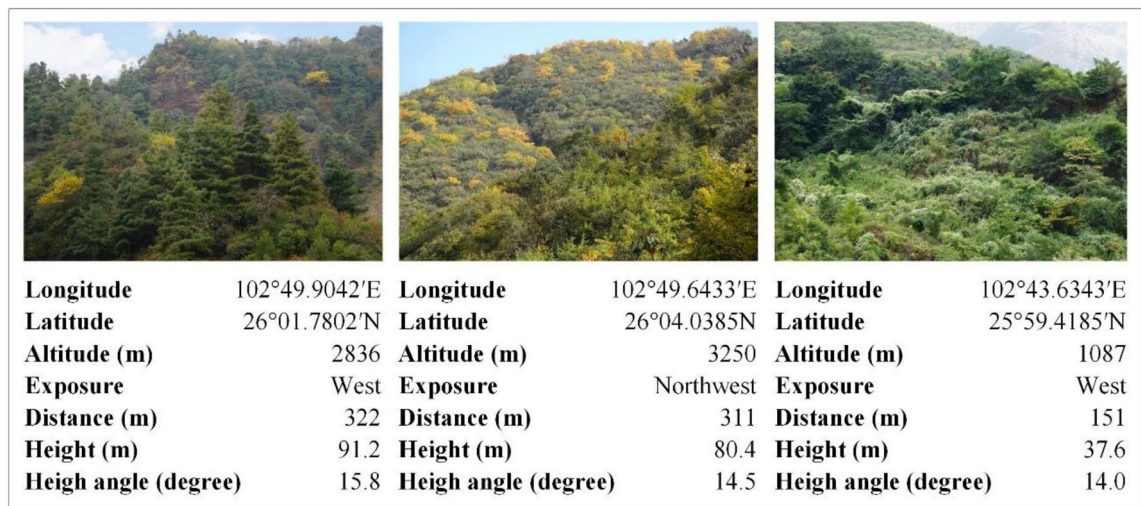 Longitude 102°49.9042'E
Latitude 26°01.7802'N
Altitude (m) 2836
Exposure West
Distance (m) 322
Height (m) 91.2
Heigh angle (degree) 15.8
Longitude 102°49.6433'E
Latitude 26°04.0385N
Altitude (m) 3250
Exposure Northwest
Distance (m) 311
Height (m) 80.4
Heigh angle (degree) 14.5
Longitude 102°43.6343'E
Latitude 25°59.4185'N
Altitude (m) 1087
Exposure West
Distance (m) 151
Height (m) 37.6
Heigh angle (degree) 14.0